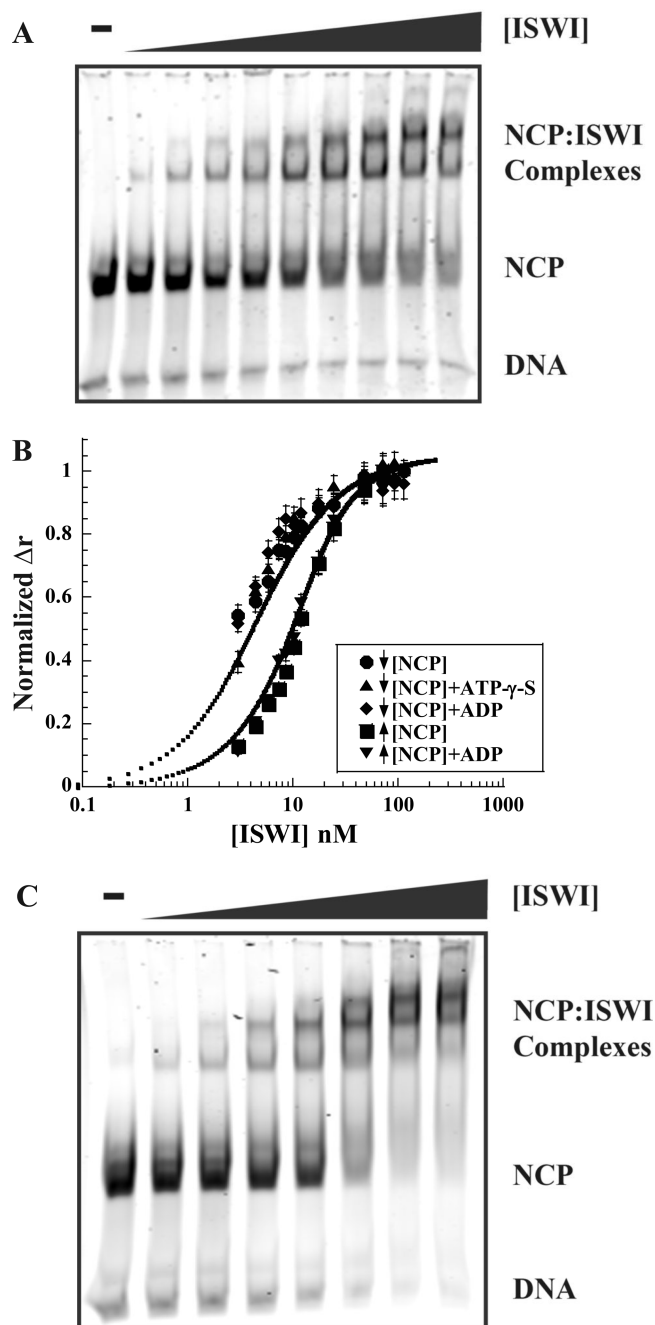 A
[ISWI]
NCP:ISWI
Complexes
NCP
DNA
B
Normalized Δr
1
0.8
0.6
0.4
0.2
0
0.1
1
10
100
1000
[ISWI] nM
[NCP]
[NCP]+ATP-γ-S
[NCP]+ADP
[NCP]
[NCP]+ADP
C
[ISWI]
NCP:ISWI
Complexes
NCP
DNA